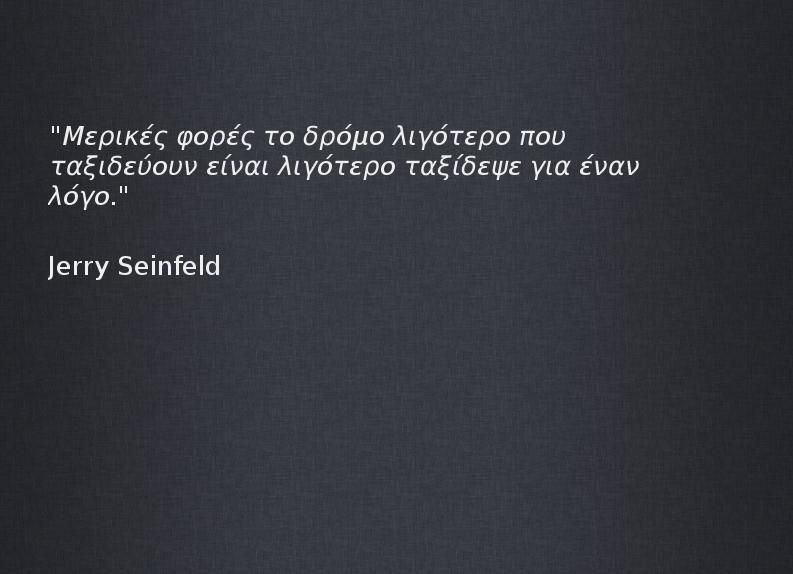 "Μερικές φορές το δρόμο λιγότερο που
ταξιδεύουν είναι λιγότερο ταξίδεψε για έναν
λόγο."
Jerry Seinfeld